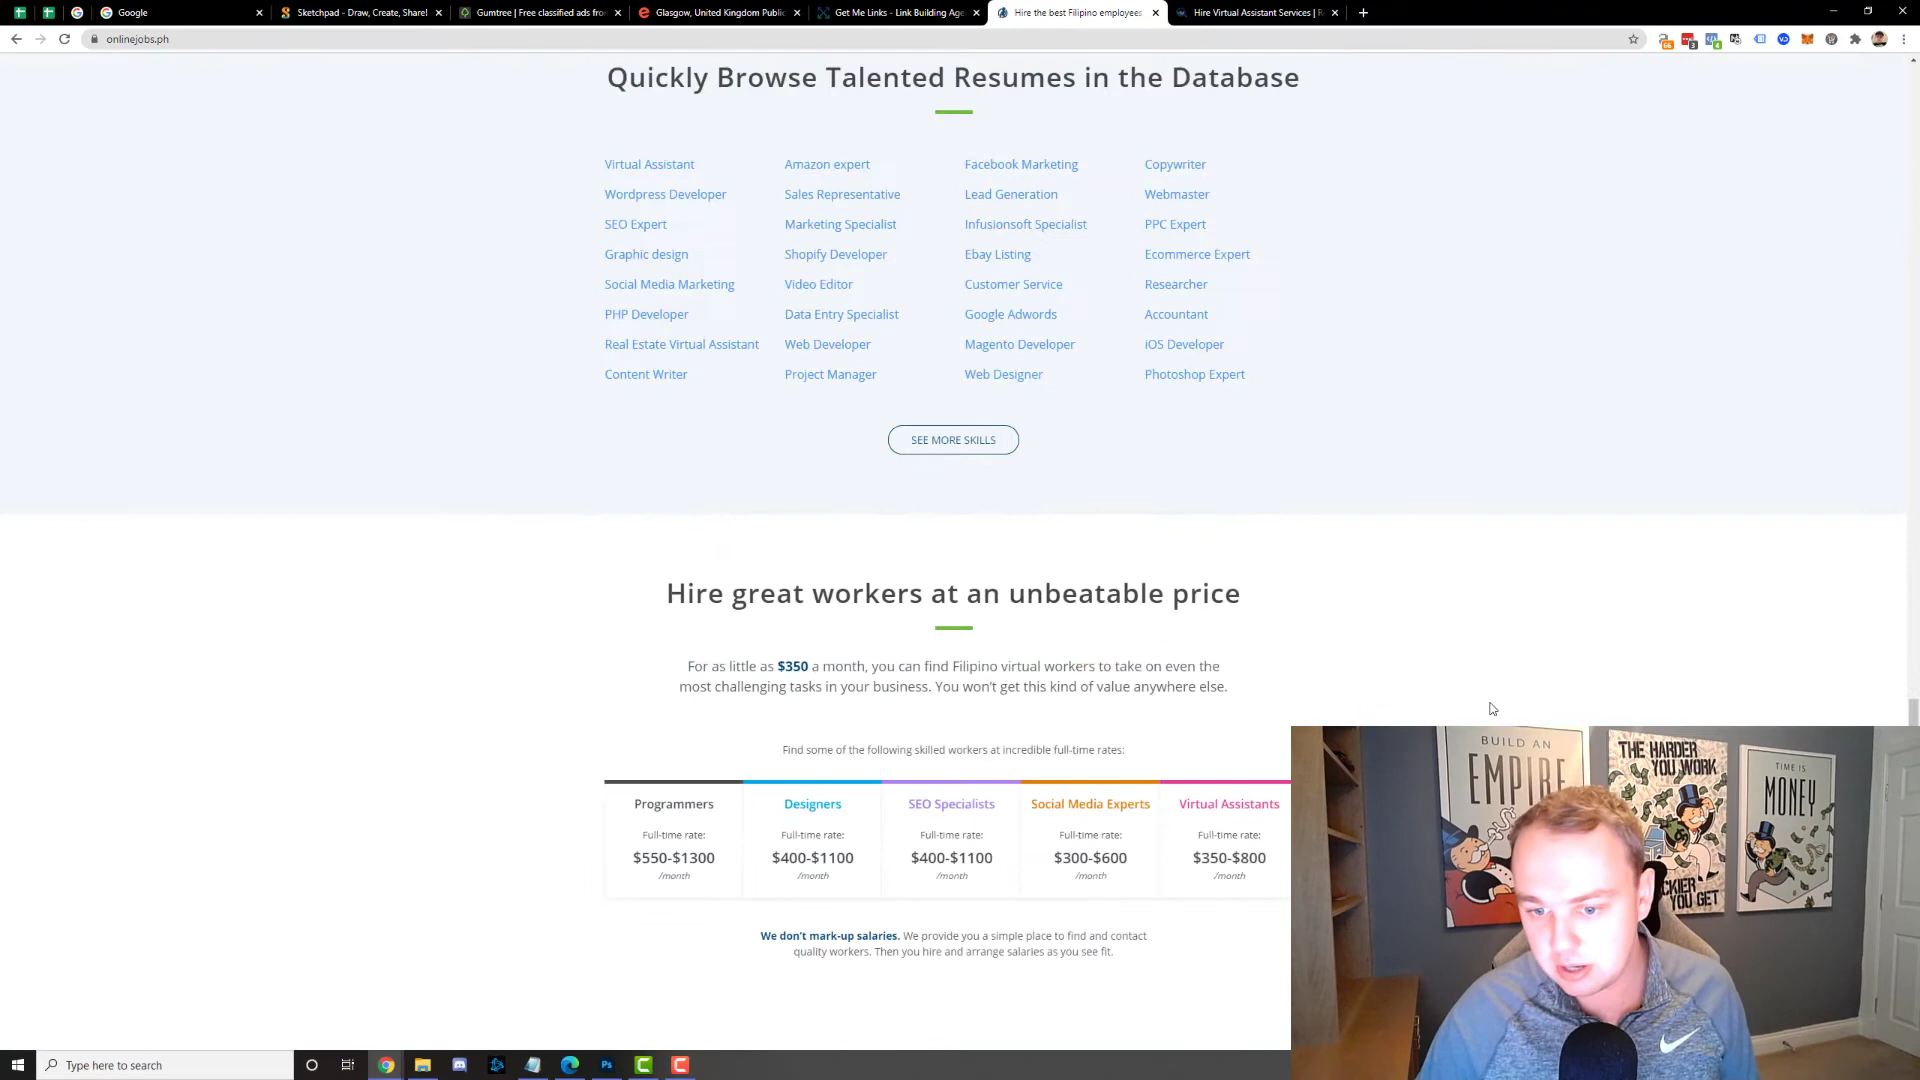 Google
Sketchpad - Draw, Create, Share!
Gumtree | Free classified ads from
Glasgow, United Kingdom Public
Get Me Links - Link Building Age
Hire the best Filipino employees
Hire Virtual Assistant Services | R
onlinejobs.ph
Quickly Browse Talented Resumes in the Database
Virtual Assistant
Amazon expert
Facebook Marketing
Copywriter
Wordpress Developer
Sales Representative
Lead Generation
Webmaster
SEO Expert
Marketing Specialist
Infusionsoft Specialist
PPC Expert
Graphic design
Shopify Developer
Ebay Listing
Ecommerce Expert
Social Media Marketing
Video Editor
Customer Service
Researcher
PHP Developer
Data Entry Specialist
Google Adwords
Accountant
Real Estate Virtual Assistant
Web Developer
Magento Developer
iOS Developer
Content Writer
Project Manager
Web Designer
Photoshop Expert
SEE MORE SKILLS
Hire great workers at an unbeatable price
For as little as $350 a month, you can find Filipino virtual workers to take on even the
most challenging tasks in your business. You won't get this kind of value anywhere else.
Find some of the following skilled workers at incredible full-time rates:
Programmers
Designers
SEO Specialists
Social Media Experts
Virtual Assistants
Full-time rate:
Full-time rate:
Full-time rate:
Full-time rate:
Full-time rate:
$550-$1300
$400-$1100
$400-$1100
$300-$600
$350-$800
/month
/month
/month
/month
/month
We don't mark-up salaries. We provide you a simple place to find and contact
quality workers. Then you hire and arrange salaries as you see fit.
BUILD AN
EMPIRE
THE HARDER
YOU WORK
YOU GET
TIME IS
MONEY
Type here to search
Ps